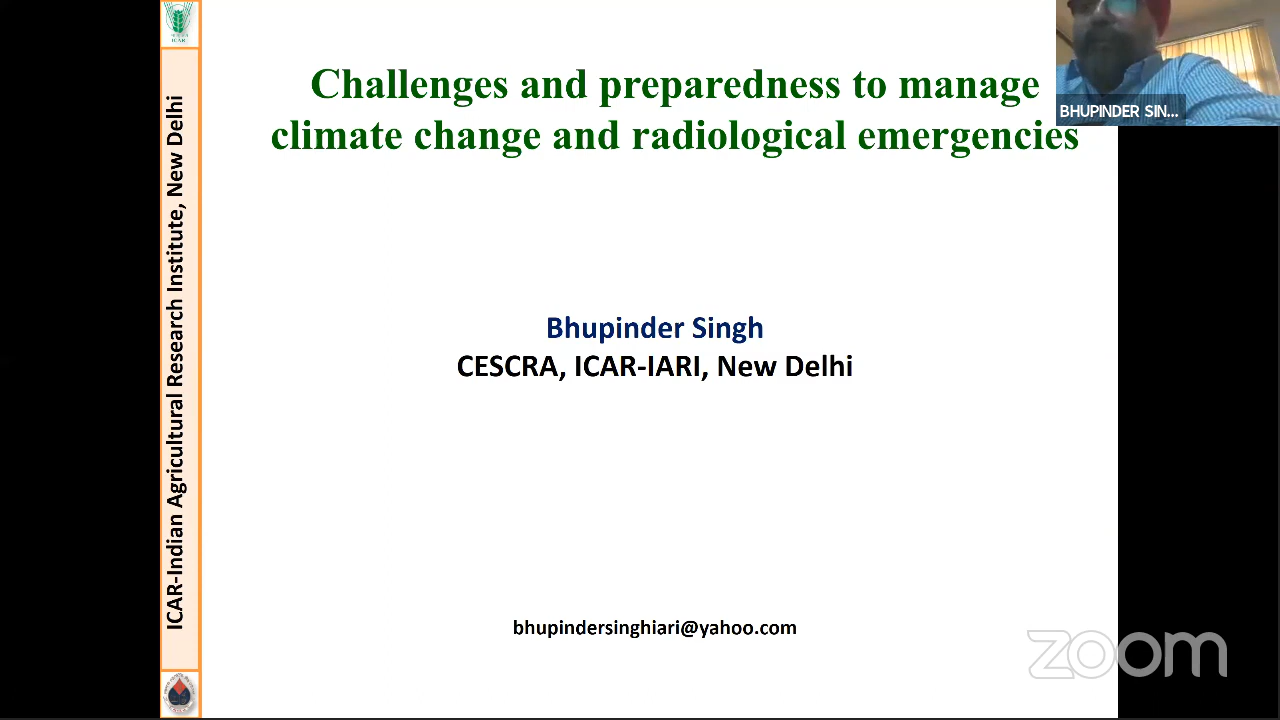 ICAR
ICAR-Indian Agricultural Research Institute, New Delhi
Challenges and preparedness to manage
climate change and radiological emergencies
BHUPINDER SIN...
Bhupinder Singh
CESCRA, ICAR-IARI, New Delhi
bhupindersinghiari@yahoo.com
zoom